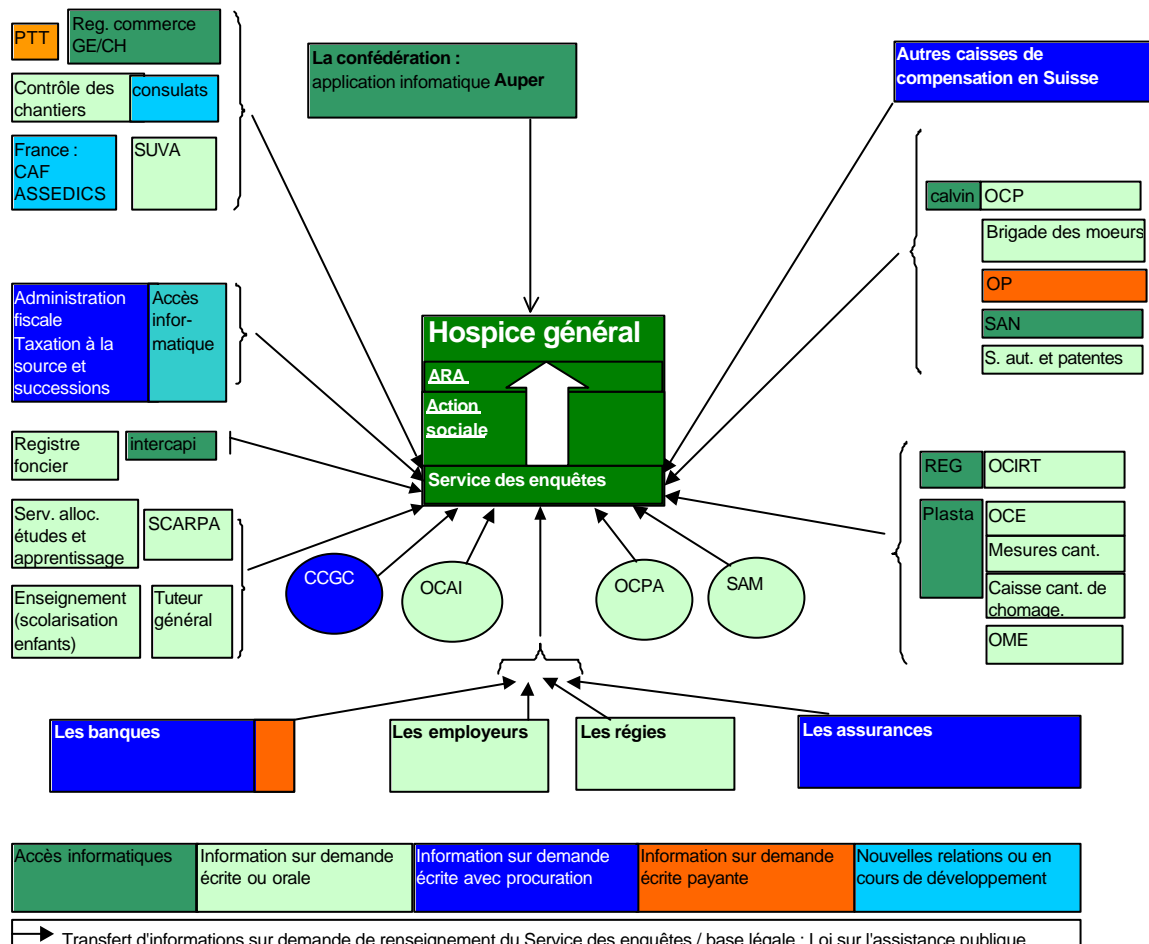 PTT
Reg. commerce
GE/CH
Contrôle des
chantiers
consulats
France :
CAF
ASSEDICS
SUVA
La confédération :
application infomatique Auper
Autres caisses de
compensation en Suisse
calvin
OCP
Brigade des moeurs
OP
SAN
S. aut. et patentes
Administration
fiscale
Taxation à la
source et
successions
Accès
infor-
matique
Hospice général
ARA
Action
sociale
Service des enquêtes
Registre
foncier
intercapi
REG
OCIRT
Plasta
OCE
Mesures cant.
Caisse cant. de
chomage.
OME
Serv. alloc.
études et
apprentissage
SCARPA
Enseignement
(scolarisation
enfants)
Tuteur
général
CCGC
OCAI
OCPA
SAM
Les banques
Les employeurs
Les régies
Les assurances
Accès informatiques
Information sur demande
écrite ou orale
Information sur demande
écrite avec procuration
Information sur demande
écrite payante
Nouvelles relations ou en
cours de développement
Transfert d'informations sur demande de renseignement du Service des enquêtes / base légale : Loi sur l'assistance publique